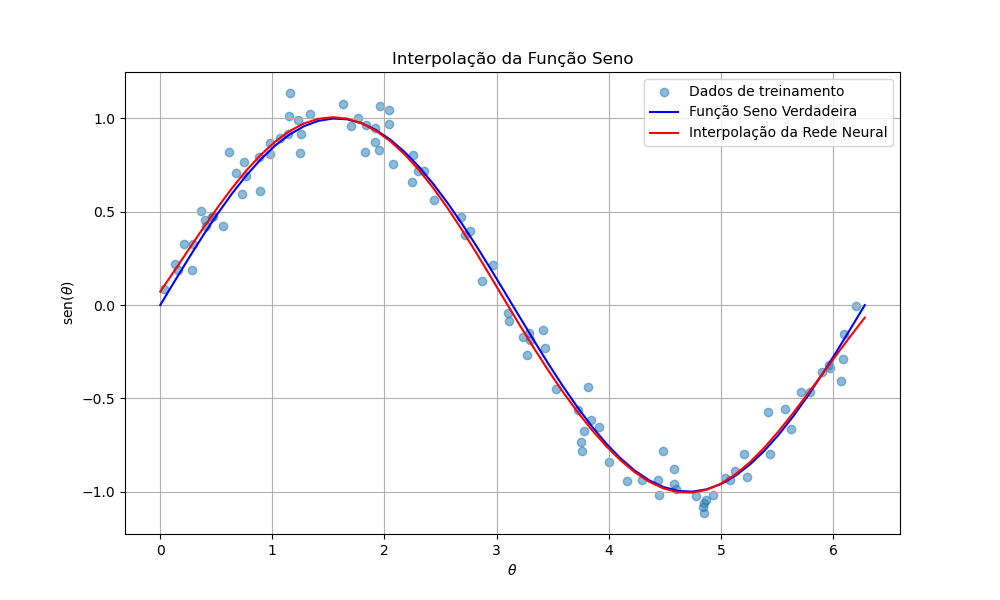 Interpolação da Função Seno
Dados de treinamento
Função Seno Verdadeira
Interpolação da Rede Neural
1.0
0.5
0.0
−0.5
−1.0
sen(θ)
0 1 2 3 4 5 6
θ